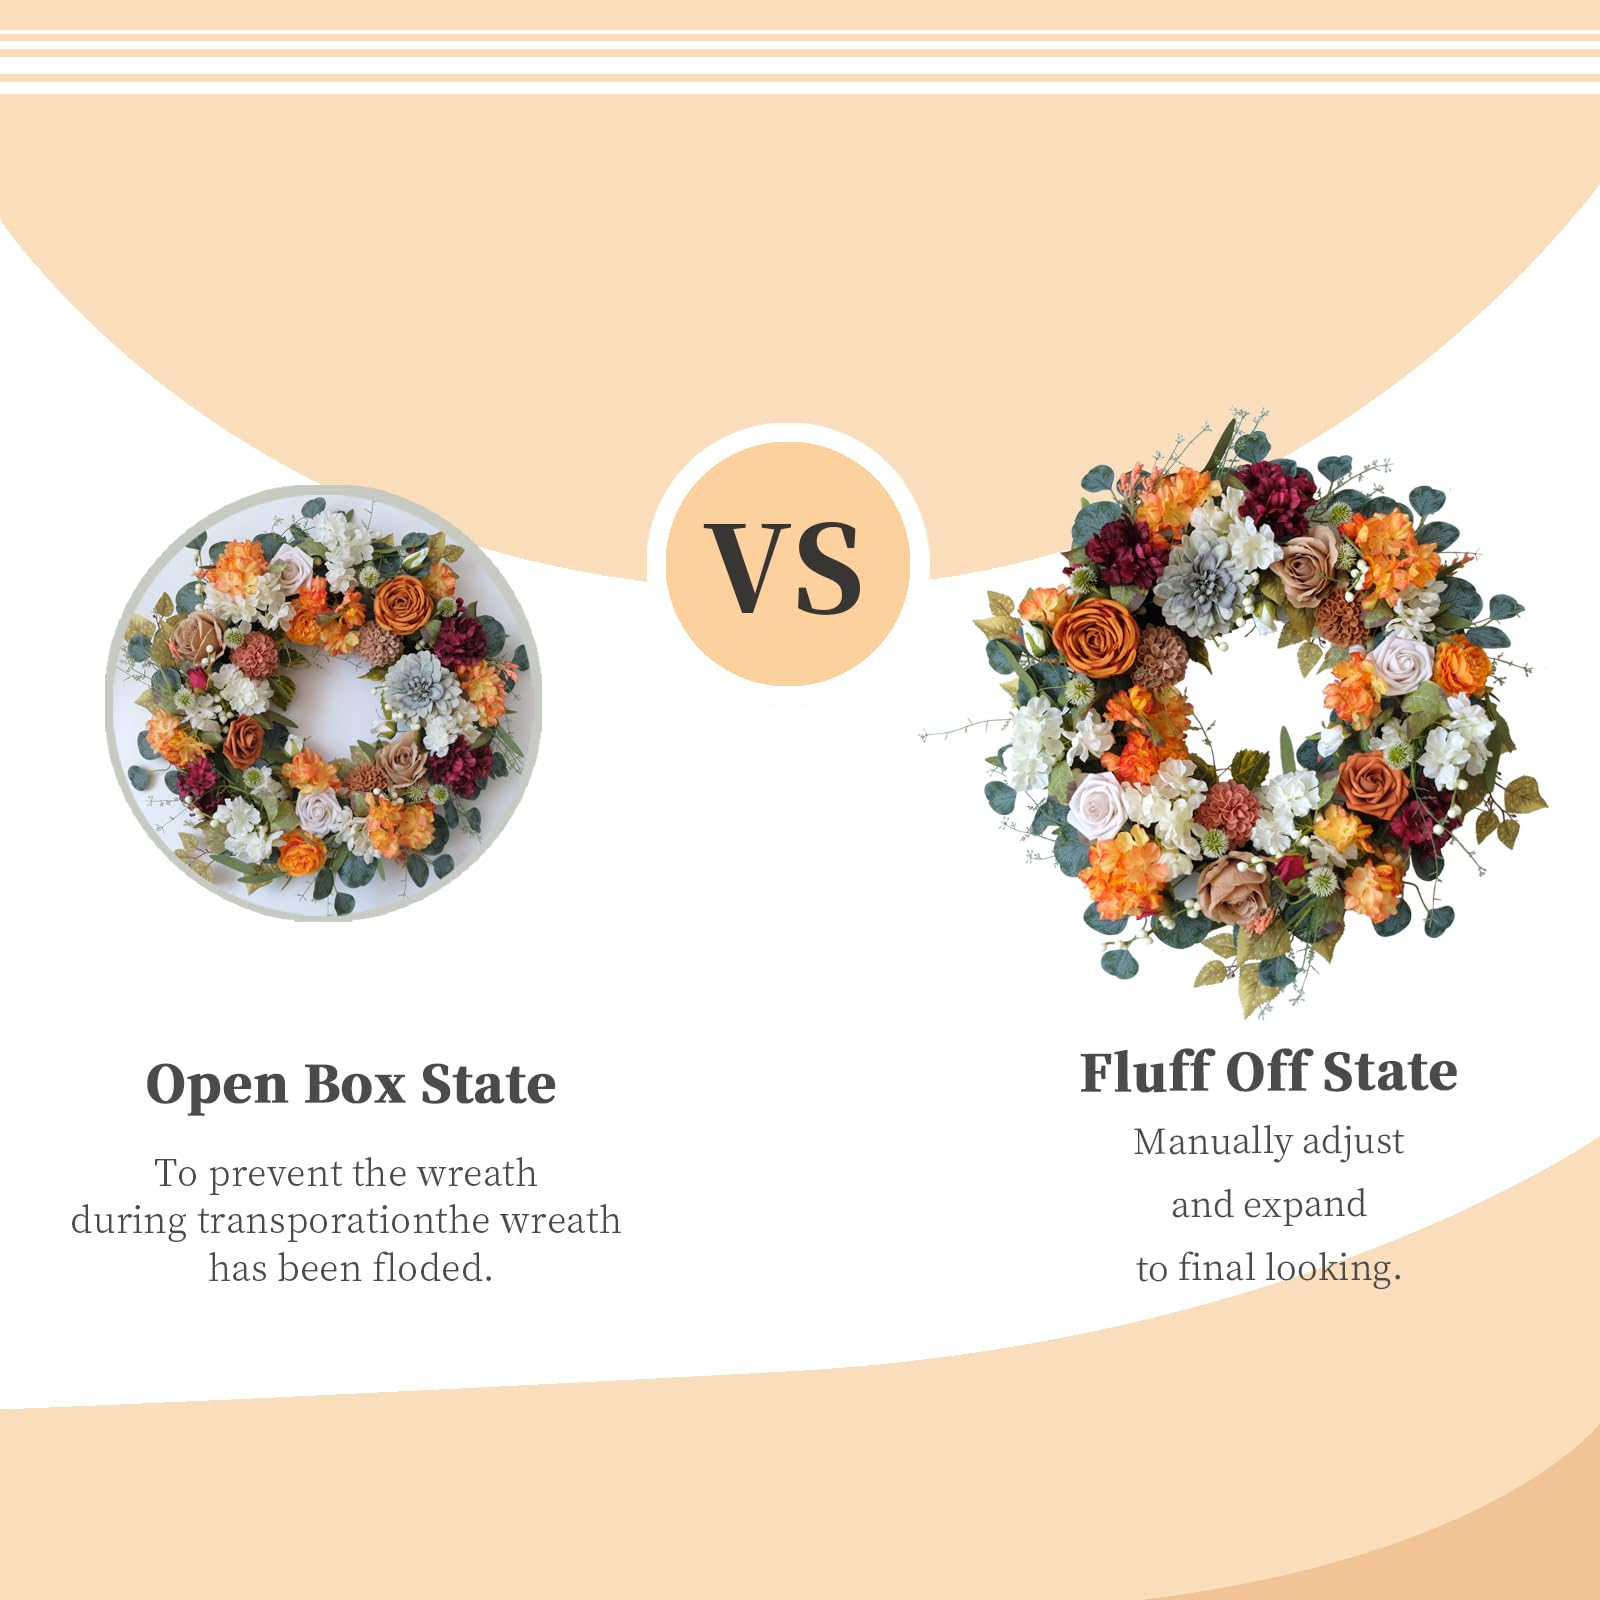 VS
Open Box State
To prevent the wreath
during transporationthe wreath
has been floded.
Fluff Off State
Manually adjust
and expand
to final looking.